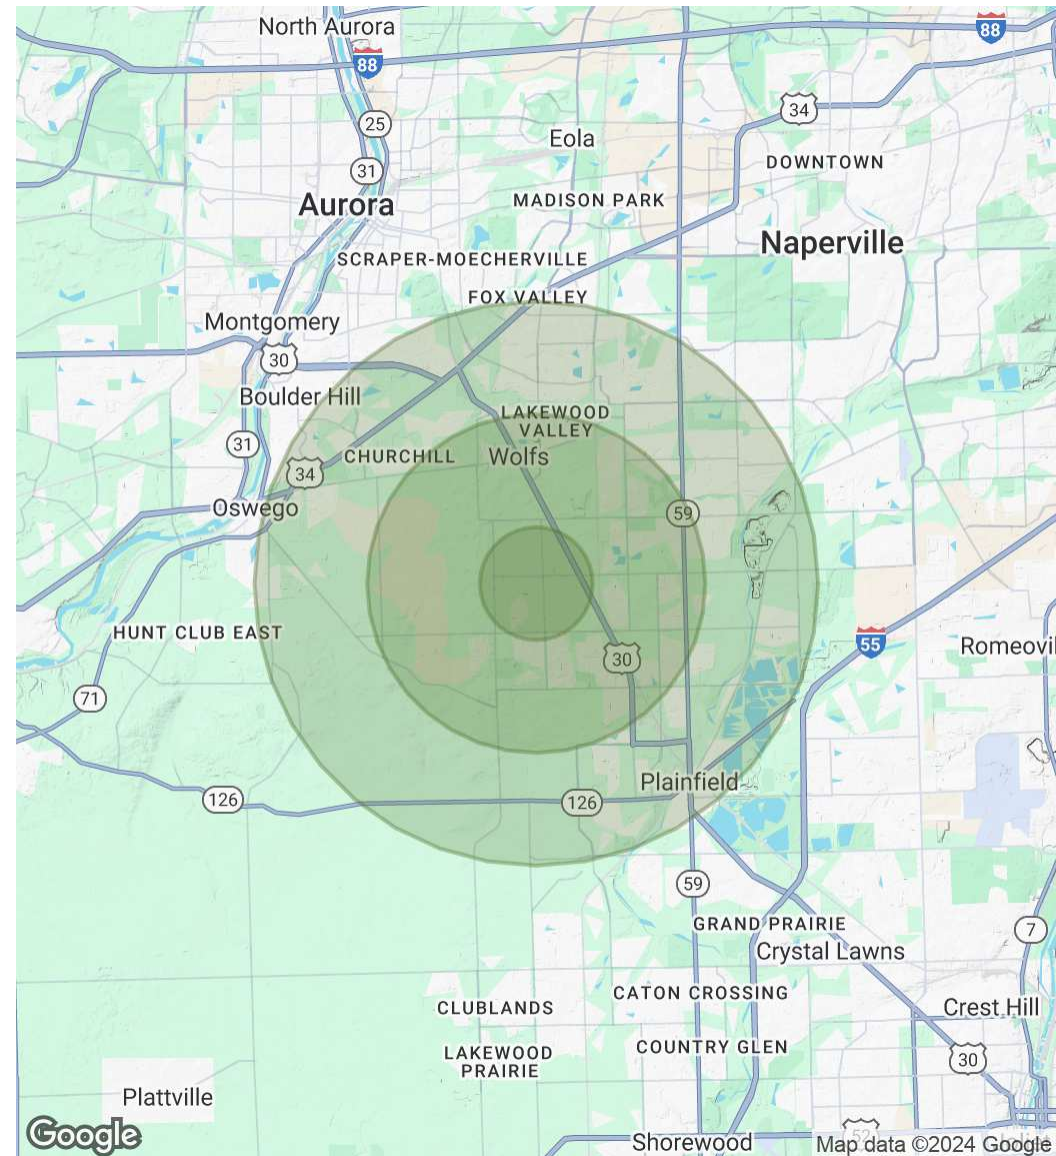 North Aurora
88
88
34
25
Eola
DOWNTOWN
31
MADISON PARK
Aurora
Naperville
SCRAPER-MOECHERVILLE
FOX VALLEY
Montgomery
30
Boulder Hill
LAKEWOOD
VALLEY
31
CHURCHILL
Wolfs
34
Oswego
59
HUNT CLUB EAST
55
Romeovil
30
71
Plainfield
126
126
59
GRAND PRAIRIE
7
Crystal Lawns
CATON CROSSING
CLUBLANDS
Crest Hill
COUNTRY GLEN
LAKEWOOD
PRAIRIE
30
Plattville
Google
Shorewood
52
Map data ©2024 Google